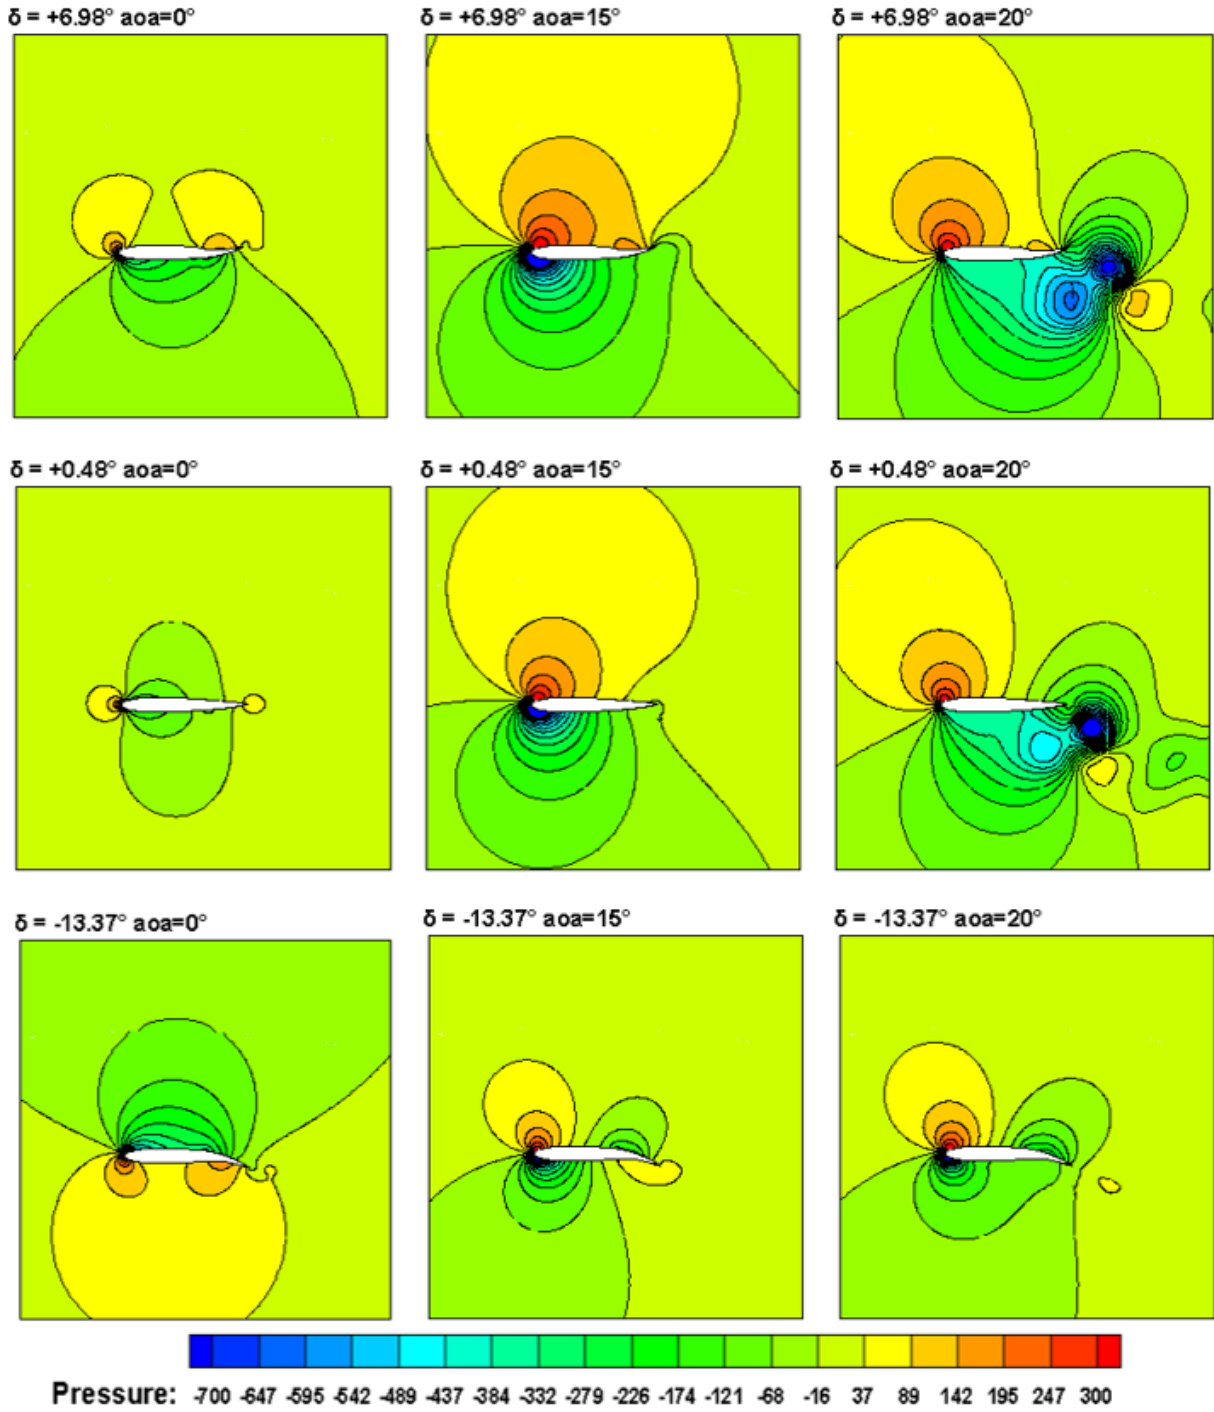 δ = +6.98° aoa=0°
δ = +6.98° aoa=15°
δ = +6.98° aoa=20°
δ = +0.48° aoa=0°
δ = +0.48° aoa=15°
δ = +0.48° aoa=20°
δ = -13.37° aoa=0°
δ = -13.37° aoa=15°
δ = -13.37° aoa=20°
Pressure: -700 -647 -595 -542 -489 -437 -384 -332 -279 -226 -174 -121 -68 -16 37 89 142 195 247 300